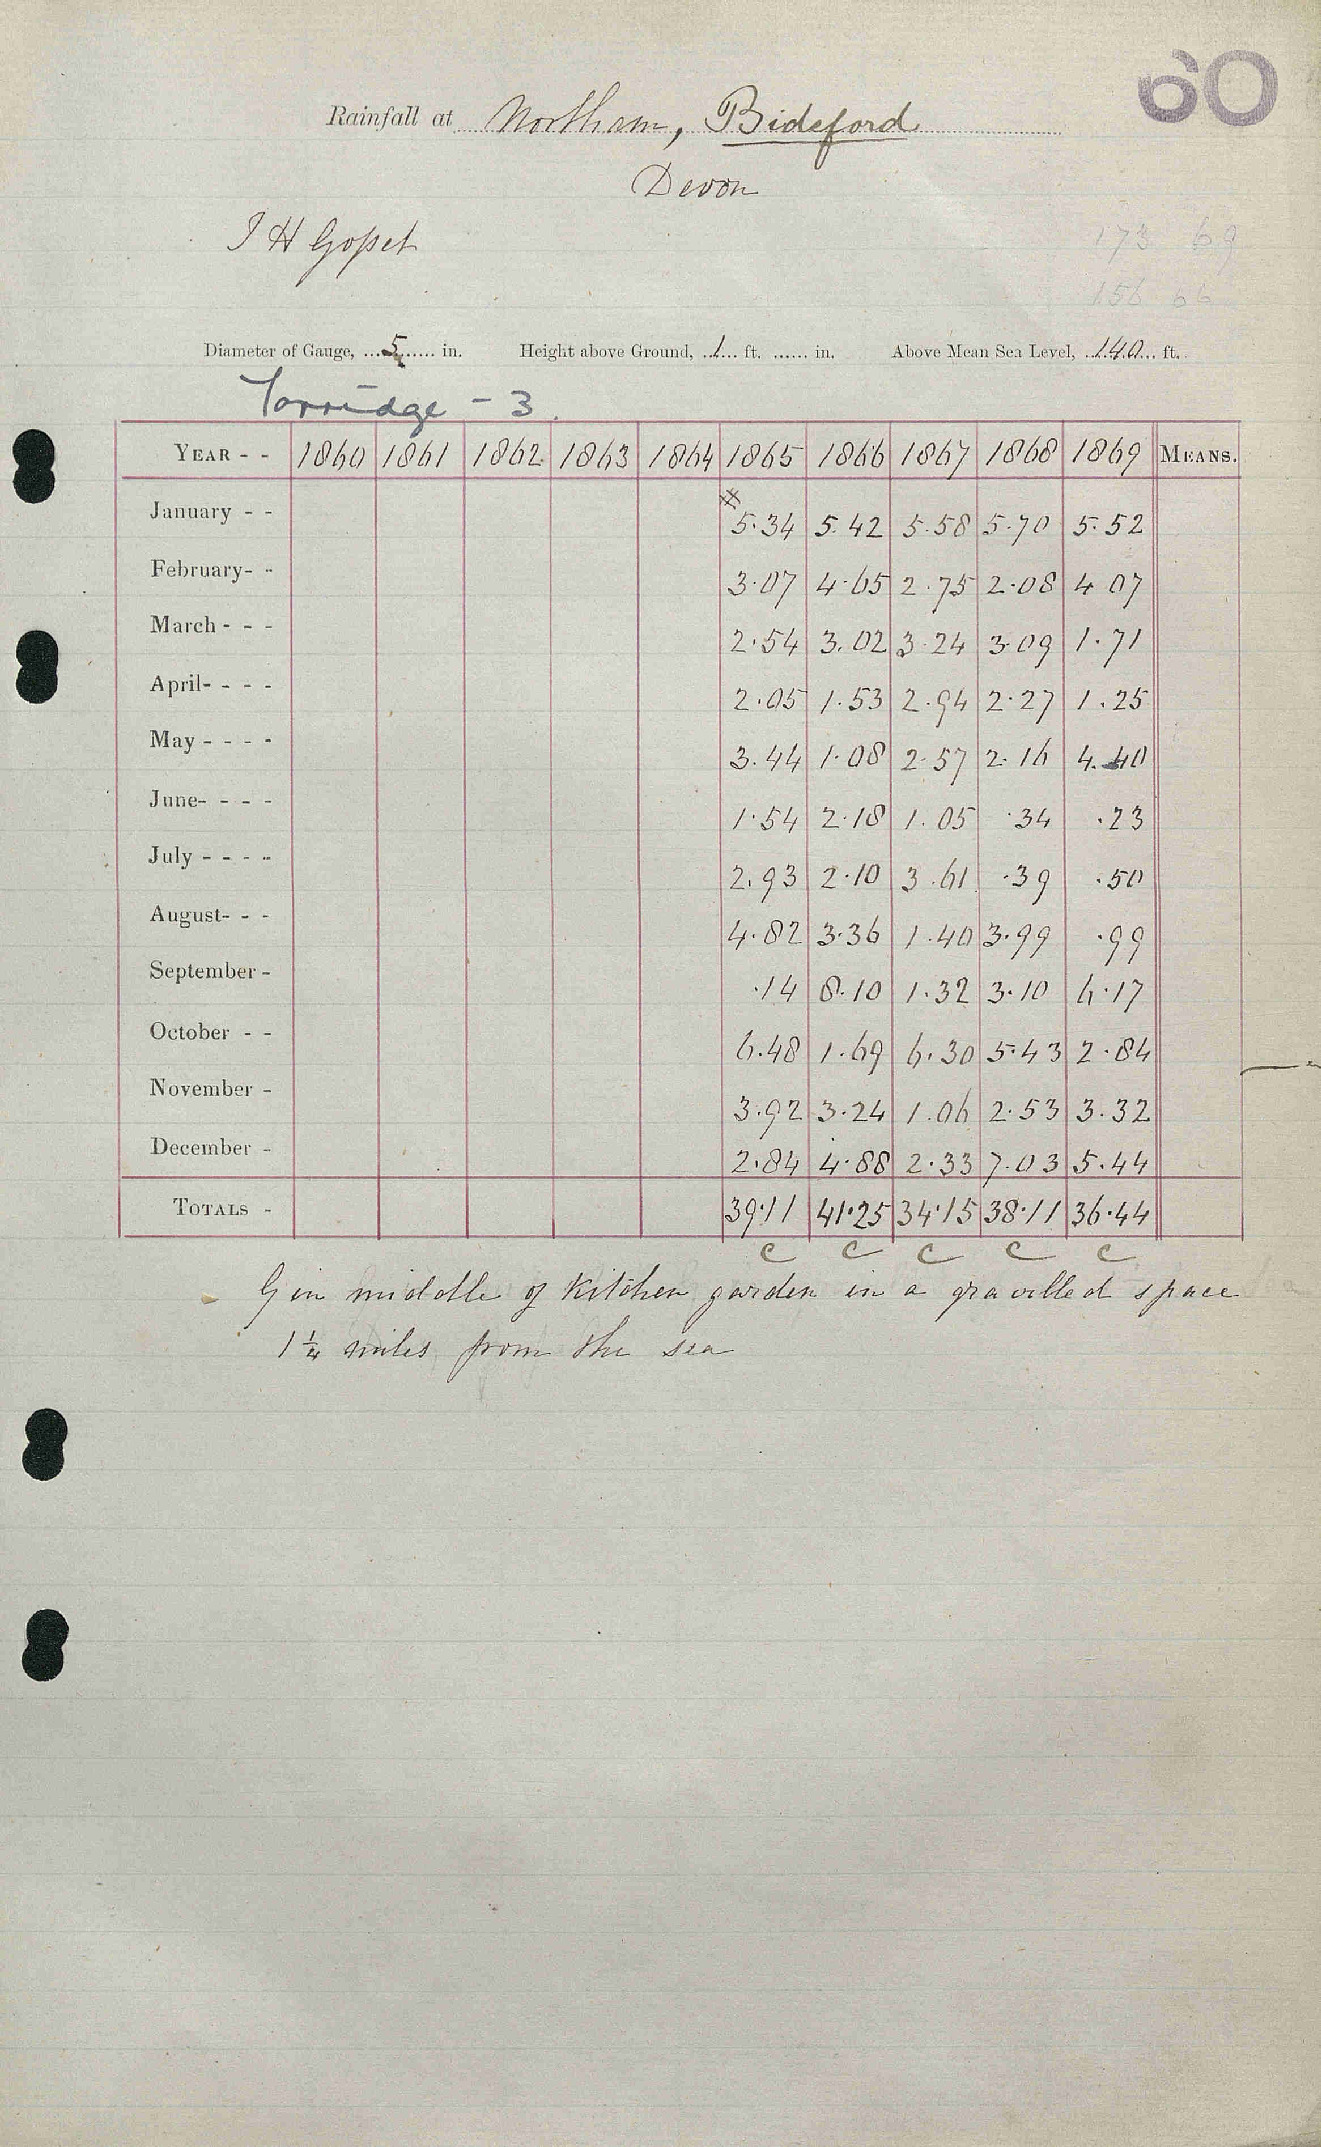 60
Rainfall at Northam, Bideford
Devon
I H Gosset
173 69
156 66
Diameter of Gauge, 5 in. Height above Ground, 1 ft. in. Above Mean Sea Level, 140 ft.
Torridge - 3.
YEAR - - 1860 1861 1862 1863 1864 1865 1866 1867 1868 1869 MEANS.
January - - 5.34 5.42 5.58 5.70 5.52
February - - 3.07 4.65 2.75 2.08 4 07
March - - - 2.54 3.02 3.24 3.09 1.71
April - - - - 2.05 1.53 2.94 2.27 1.25
May - - - - 3.44 1.08 2.57 2.16 4.40
June - - - - 1.54 2.18 1.05 .34 .23
July - - - - 2.93 2.10 3.61 .39 .50
August - - - 4.82 3.36 1.40 3.99 .99
September - .14 8.10 1.32 3.10 6.17
October - - 6.48 1.69 6.30 5.43 2.84
November - 3.92 3.24 1.06 2.53 3.32
December - 2.84 4.88 2.33 7.03 5.44
TOTALS - 39.11 41.25 34.15 38.11 36.44
c c c c c
G in middle of Kitchen garden in a gravelled space
1¼ miles from the sea